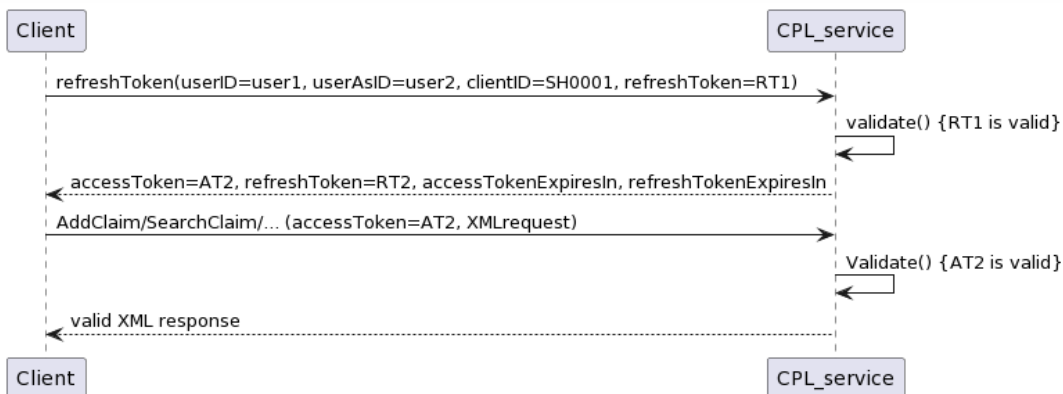 Client CPL_service
refreshToken(userID=user1, userAsID=user2, clientID=SH0001, refreshToken=RT1)
validate() {RT1 is valid}
accessToken=AT2, refreshToken=RT2, accessTokenExpiresIn, refreshTokenExpiresIn
AddClaim/SearchClaim/... (accessToken=AT2, XMLrequest)
Validate() {AT2 is valid}
valid XML response
Client CPL_service